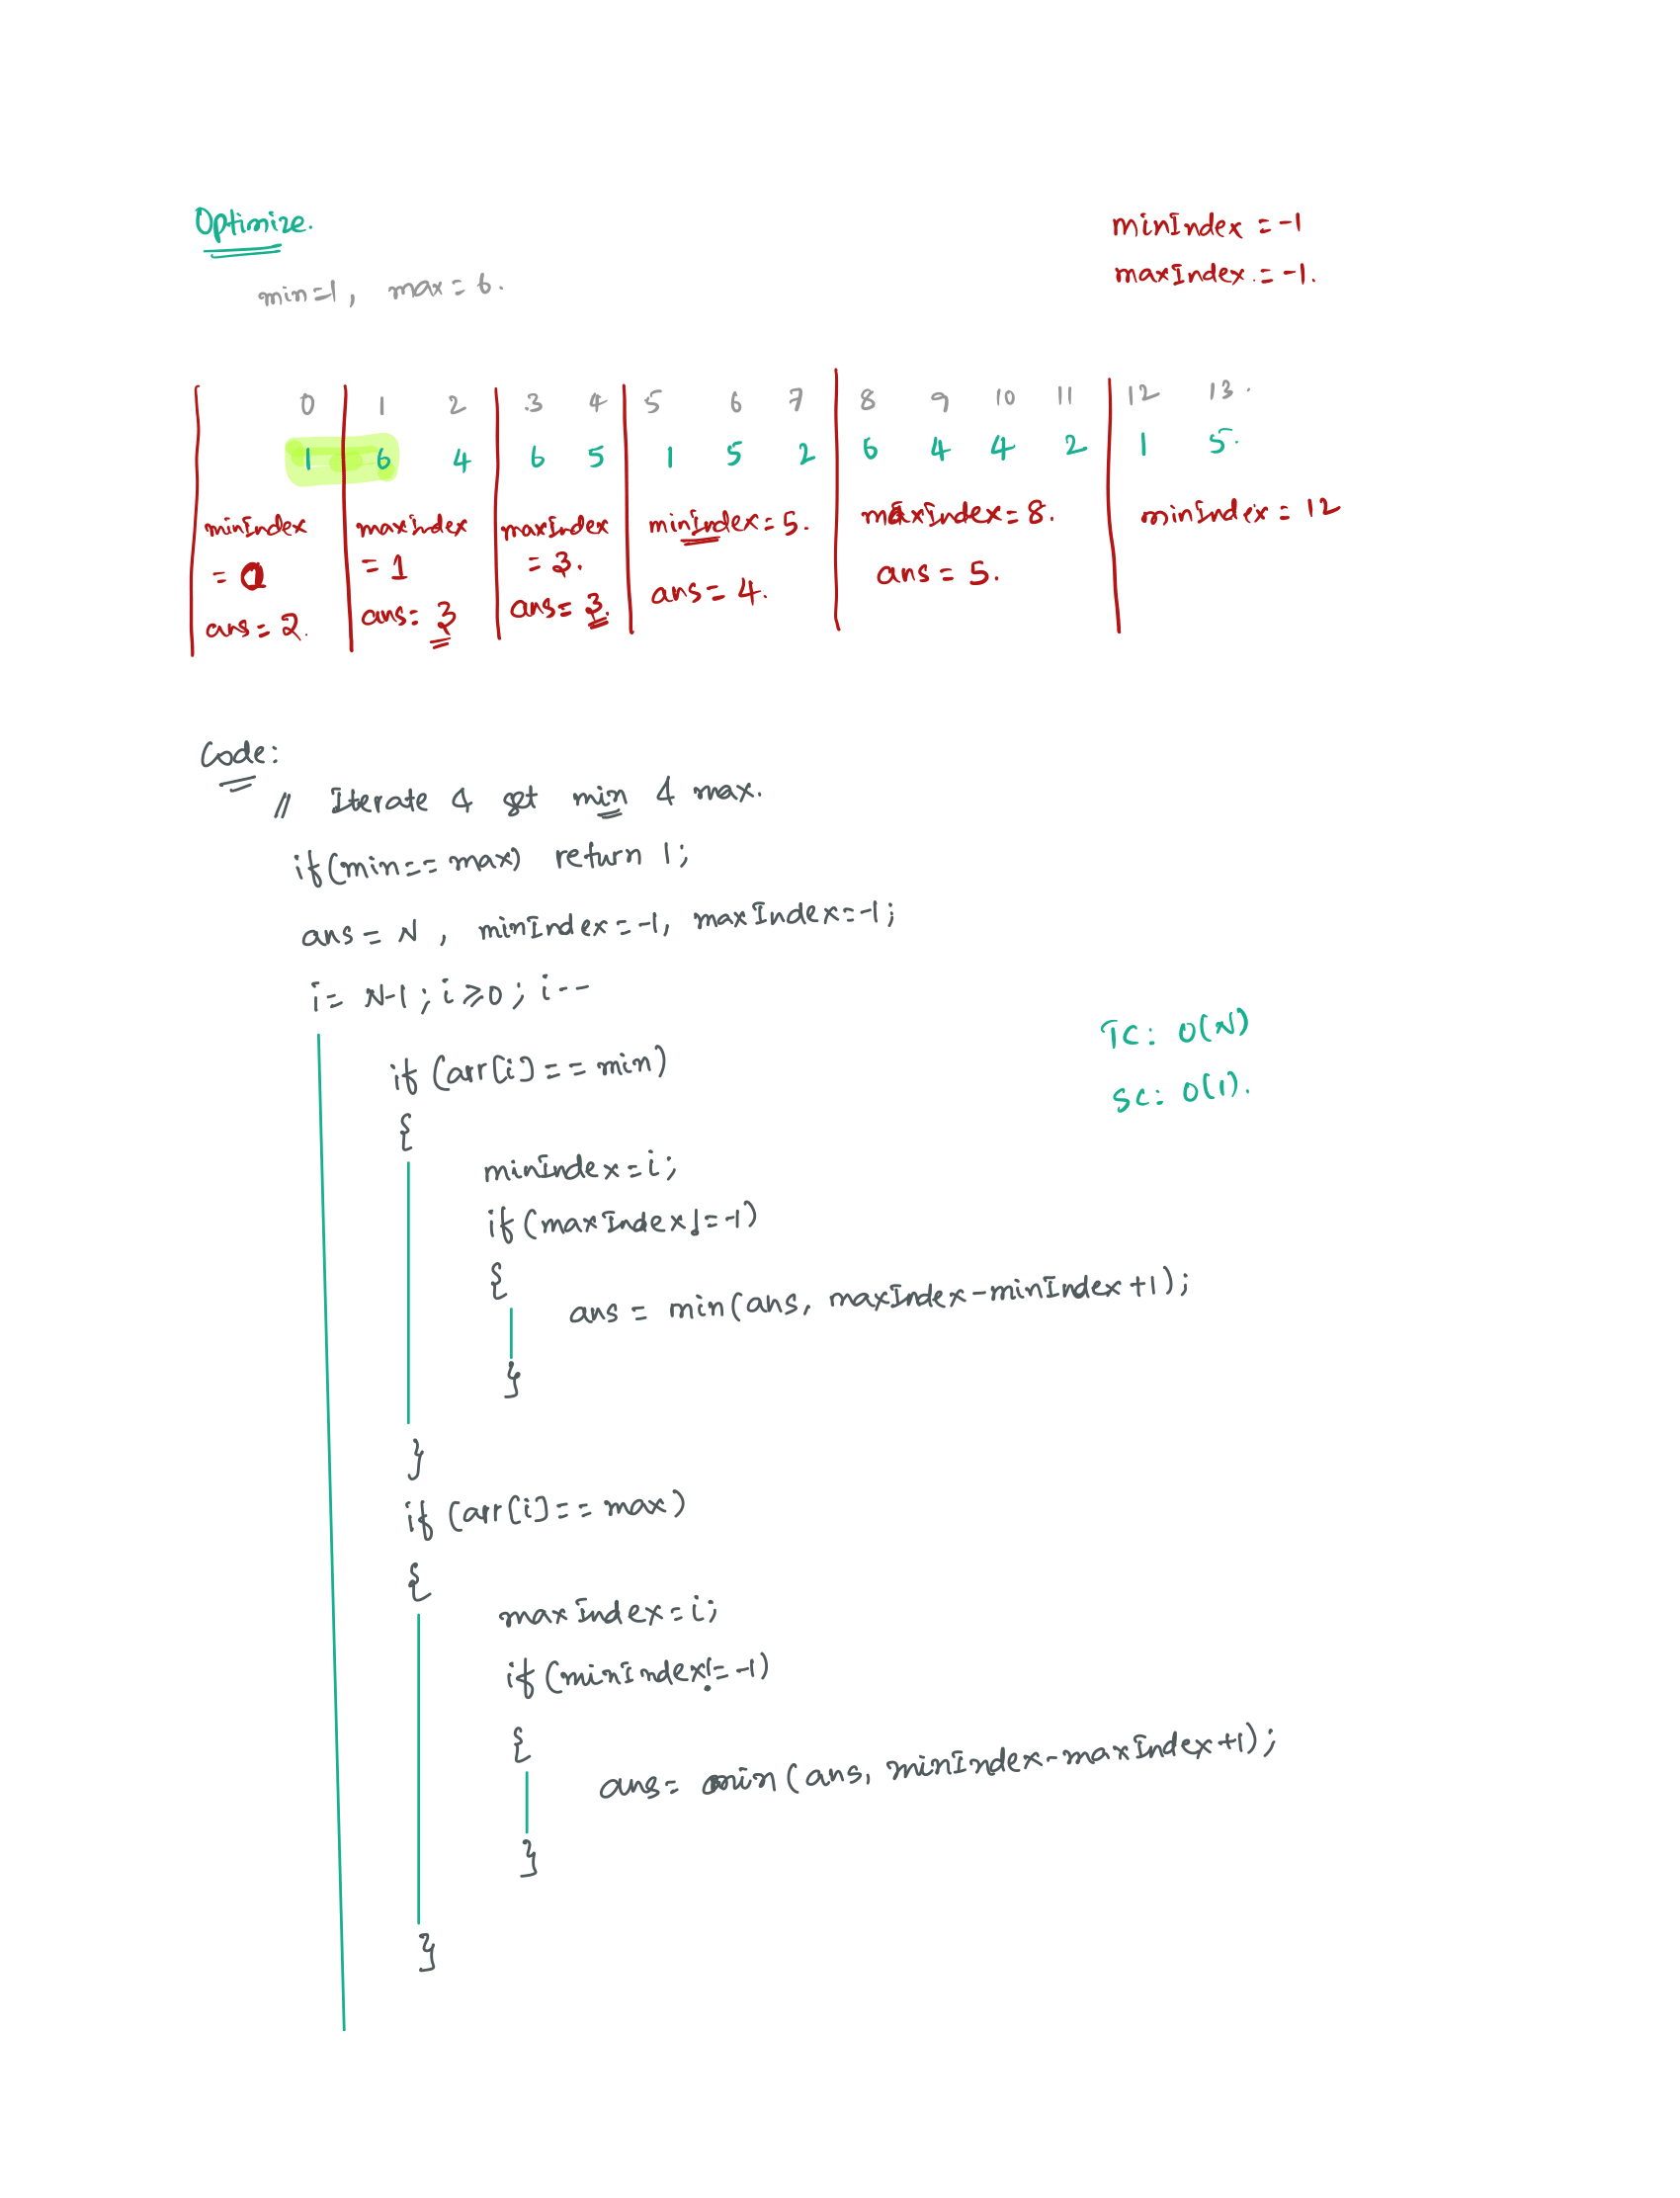 Optimize.
minIndex = -1
min=1, max = 6.
maxIndex = -1.
0 1 2 3 4 5 6 7 8 9 10 11 12 13.
1 6 4 6 5 1 5 2 6 4 4 2 1 5.
minIndex = 0
ans = 2.
maxIndex = 1
ans = 3
maxIndex = 3.
ans = 3.
minIndex = 5.
ans = 4.
maxIndex = 8.
ans = 5.
minIndex = 12
Code:
// Iterate & set min & max.
if(min == max) return 1;
ans = N, minIndex = -1, maxIndex = -1;
i = N-1; i ≥ 0; i--
TC: O(N)
if (arr[i] == min)
SC: O(1).
{
minIndex = i;
if(maxIndex != -1)
{
ans = min(ans, maxIndex - minIndex + 1);
}
}
if (arr[i] == max)
{
maxIndex = i;
if (minIndex != -1)
{
ans = min(ans, minIndex - maxIndex + 1);
}
}